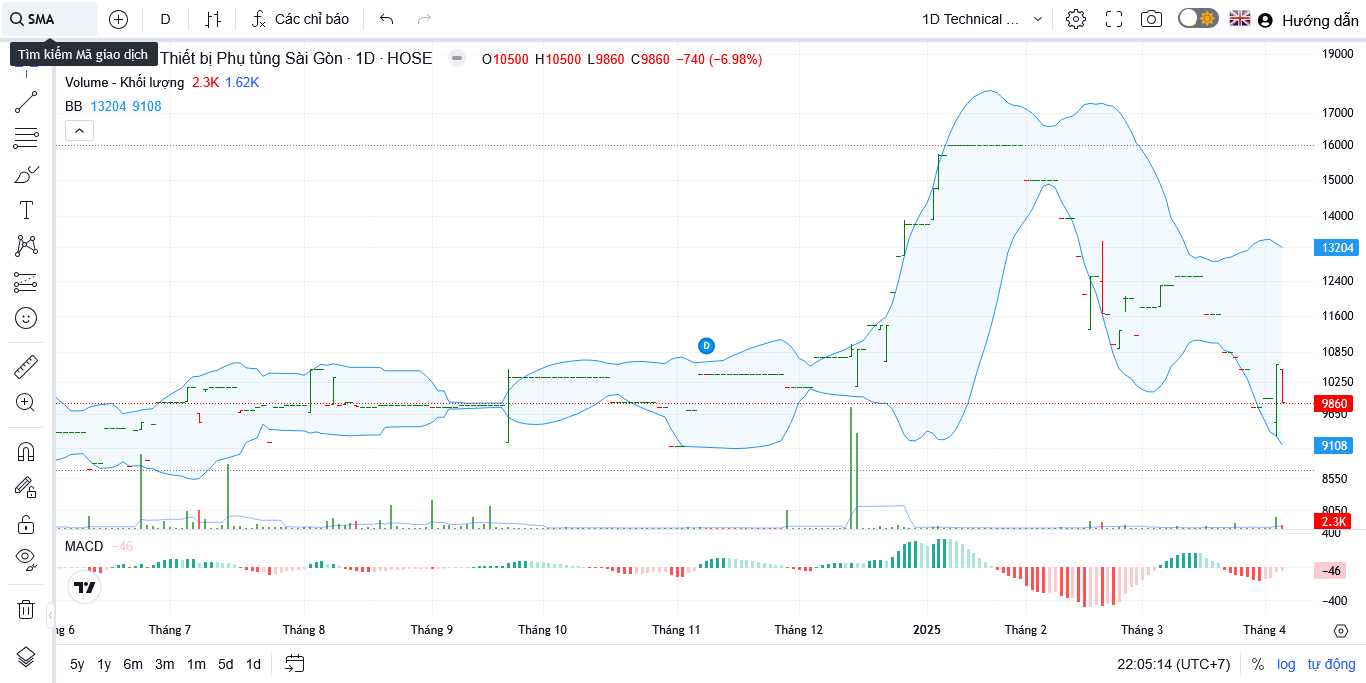 SMA
D
Các chỉ báo
1D Technical ...
Hướng dẫn
Tìm kiếm Mã giao dịch
Thiết bị Phụ tùng Sài Gòn · 1D · HOSE
O10500 H10500 L9860 C9860 −740 (−6.98%)
Volume - Khối lượng 2.3K 1.62K
BB 13204 9108
D
19000
17000
16000
15000
14000
13204
12400
11600
10850
10250
9860
9650
9108
8550
8050
2.3K
400
MACD −46
−46
−400
ng 6
Tháng 7
Tháng 8
Tháng 9
Tháng 10
Tháng 11
Tháng 12
2025
Tháng 2
Tháng 3
Tháng 4
5y 1y 6m 3m 1m 5d 1d
22:05:14 (UTC+7)
% log tự động